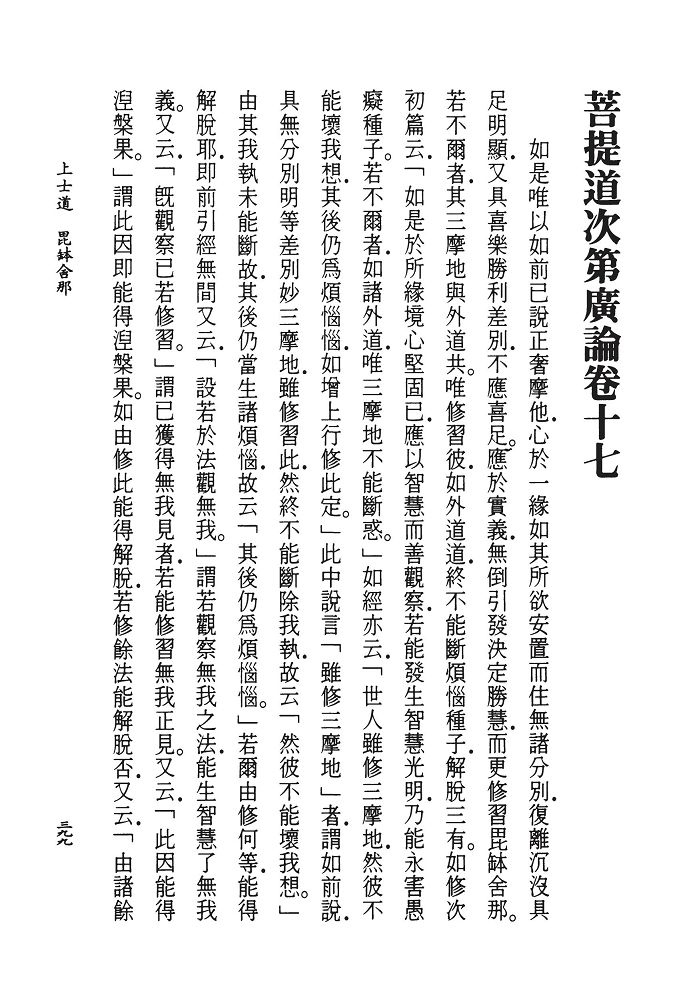 菩提道次第廣論卷十七
如是唯以如前已說正奢摩他．心於一緣如其所欲安置而住無諸分別．復離沉沒具
足明顯．又具喜樂勝利差別．不應喜足。應於實義．無倒引發決定勝慧．而更修習毘缽舍那。
若不爾者．其三摩地與外道共。唯修習彼．如外道道．終不能斷煩惱種子．解脫三有。如修次
初篇云．「如是於所緣境心堅固已．應以智慧而善觀察．若能發生智慧光明．乃能永害愚
癡種子。若不爾者．如諸外道．唯三摩地不能斷惑。」如經亦云．「世人雖修三摩地．然彼不
能壞我想．其後仍爲煩惱惱．如增上行修此定。」此中說言「雖修三摩地」者．謂如前說．
具無分別明等差別妙三摩地．雖修習此．然終不能斷除我執．故云「然彼不能壞我想。」
由其我執未能斷故．其後仍當生諸煩惱．故云「其後仍爲煩惱惱。」若爾由修何等．能得
解脫耶．即前引經無間又云．「設若於法觀無我。」謂若觀察無我之法．能生智慧了無我
義。又云．「既觀察已若修習。」謂已獲得無我見者．若能修習無我正見。又云．「此因能得
涅槃果。」謂此因即能得涅槃果。如由修此能得解脫．若修餘法能解脫否．又云．「由諸餘
上士道　毘缽舍那
三九九